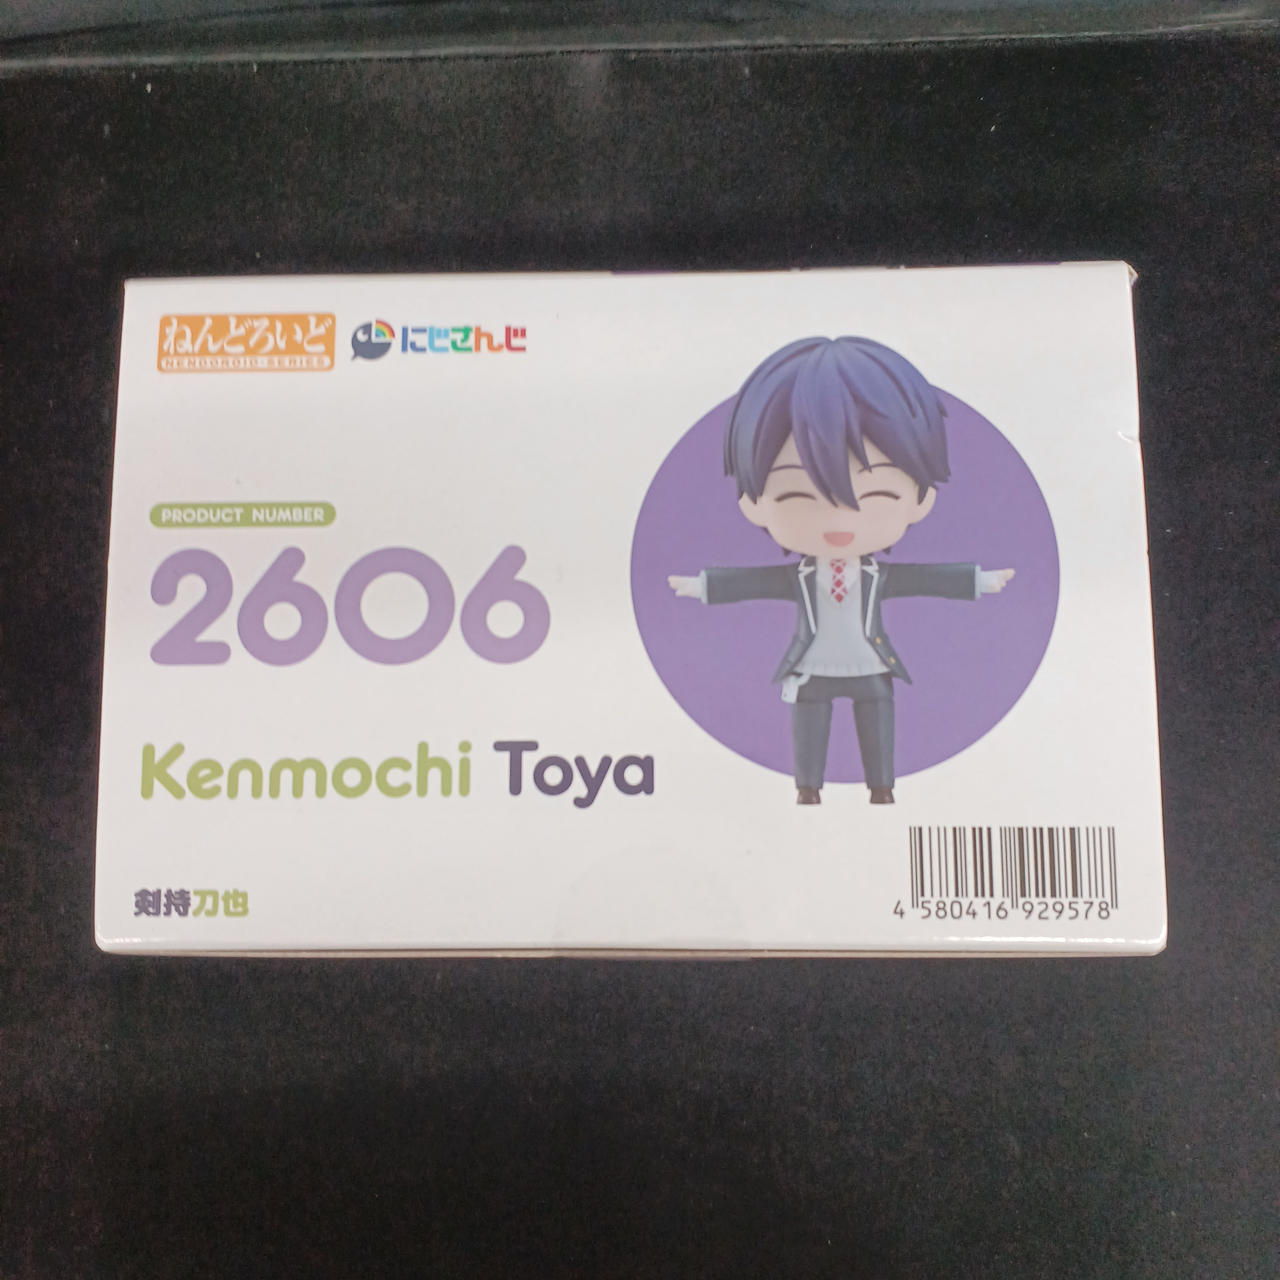 ねんどろいど
NENDOROID SERIES
にじさんじ
PRODUCT NUMBER
2606
Kenmochi Toya
剣持刀也
4 580416 929578